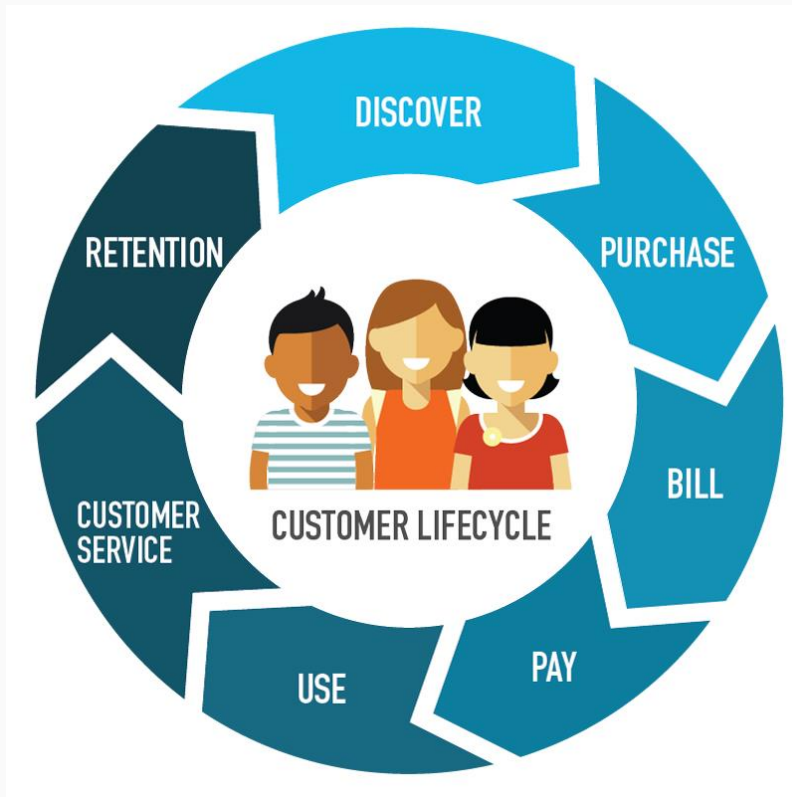 DISCOVER
PURCHASE
BILL
PAY
USE
CUSTOMER
SERVICE
RETENTION
CUSTOMER LIFECYCLE